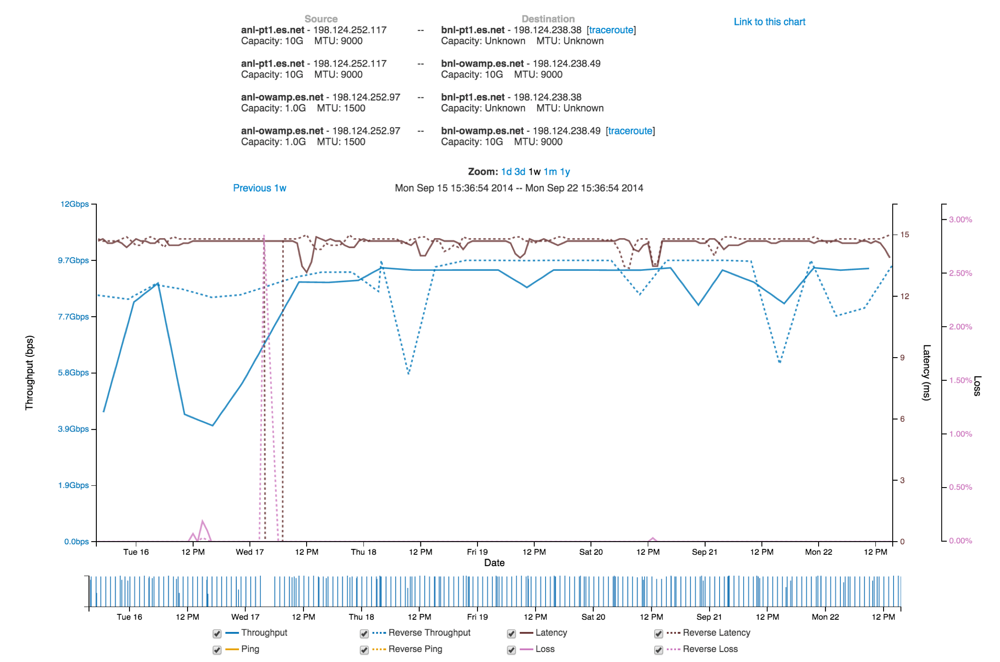 Source Destination Link to this chart
anl-pt1.es.net - 198.124.252.117 -- bnl-pt1.es.net - 198.124.238.38 [traceroute]
Capacity: 10G MTU: 9000 Capacity: Unknown MTU: Unknown
anl-pt1.es.net - 198.124.252.117 -- bnl-owamp.es.net - 198.124.238.49
Capacity: 10G MTU: 9000 Capacity: 10G MTU: 9000
anl-owamp.es.net - 198.124.252.97 -- bnl-pt1.es.net - 198.124.238.38
Capacity: 1.0G MTU: 1500 Capacity: Unknown MTU: Unknown
anl-owamp.es.net - 198.124.252.97 -- bnl-owamp.es.net - 198.124.238.49 [traceroute]
Capacity: 1.0G MTU: 1500 Capacity: 10G MTU: 9000
Zoom: 1d 3d 1w 1m 1y
Previous 1w Mon Sep 15 15:36:54 2014 -- Mon Sep 22 15:36:54 2014
12Gbps
9.7Gbps
7.7Gbps
5.8Gbps
3.9Gbps
1.9Gbps
0.0bps
Throughput (bps)
15
12
9
6
3
0
Latency (ms)
3.00%
2.50%
2.00%
1.50%
1.00%
0.50%
0.00%
Loss
Tue 16 12 PM Wed 17 12 PM Thu 18 12 PM Fri 19 12 PM Sat 20 12 PM Sep 21 12 PM Mon 22 12 PM
Date
Tue 16 12 PM Wed 17 12 PM Thu 18 12 PM Fri 19 12 PM Sat 20 12 PM Sep 21 12 PM Mon 22 12 PM
Throughput Reverse Throughput Latency Reverse Latency
Ping Reverse Ping Loss Reverse Loss